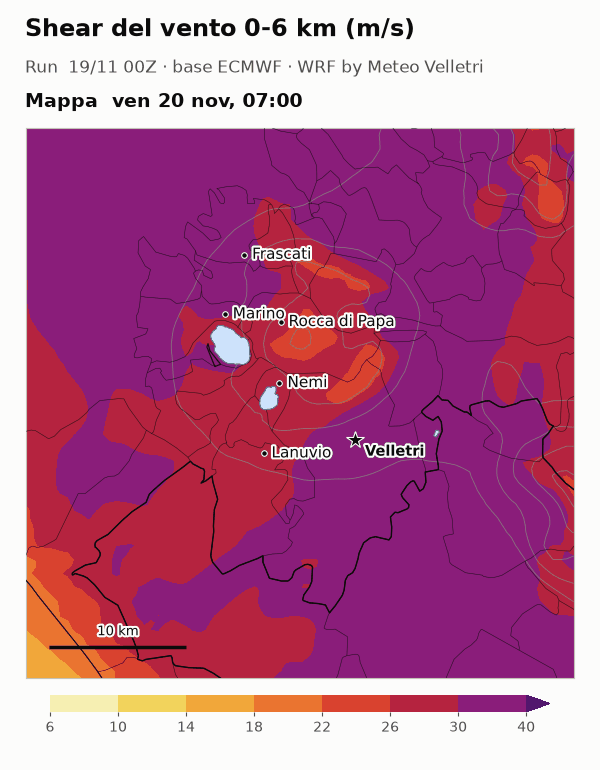 Shear del vento 0-6 km (m/s)
Run  19/11 00Z · base ECMWF · WRF by Meteo Velletri
Mappa  ven 20 nov, 07:00
Frascati
Marino
Rocca di Papa
Nemi
Velletri
Lanuvio
10 km
6 10 14 18 22 26 30 40